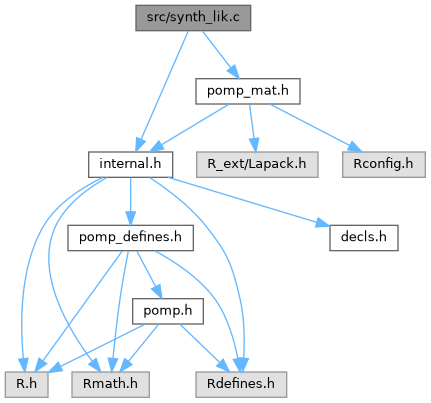 src/synth_lik.c
pomp_mat.h
internal.h
R_ext/Lapack.h
Rconfig.h
pomp_defines.h
decls.h
pomp.h
R.h
Rmath.h
Rdefines.h